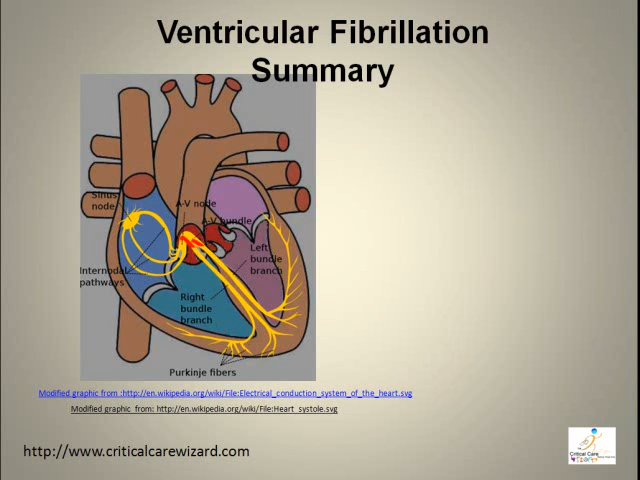 Ventricular Fibrillation
Summary
Sinus
node
A-V node
A-V bundle
Left
bundle
branch
Internodal
pathways
Right
bundle
branch
Purkinje fibers
Modified graphic from :http://en.wikipedia.org/wiki/File:Electrical_conduction_system_of_the_heart.svg
Modified graphic from: http://en.wikipedia.org/wiki/File:Heart_systole.svg
http://www.criticalcarewizard.com
Critical Care